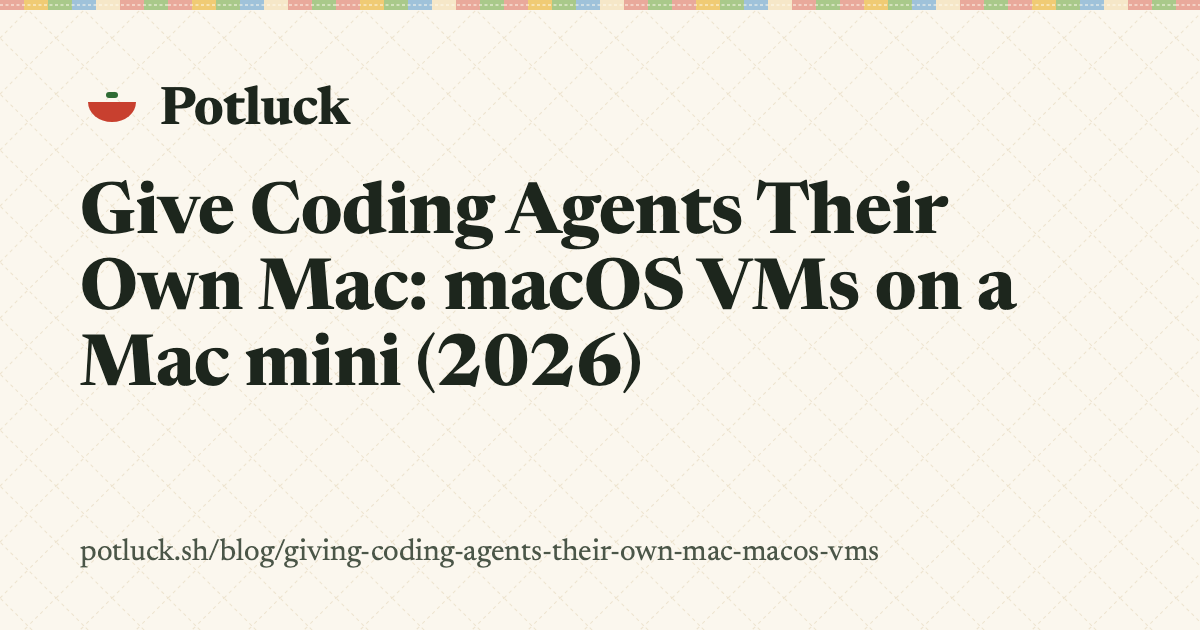 Potluck
Give Coding Agents Their
Own Mac: macOS VMs on a
Mac mini (2026)
potluck.sh/blog/giving-coding-agents-their-own-mac-macos-vms